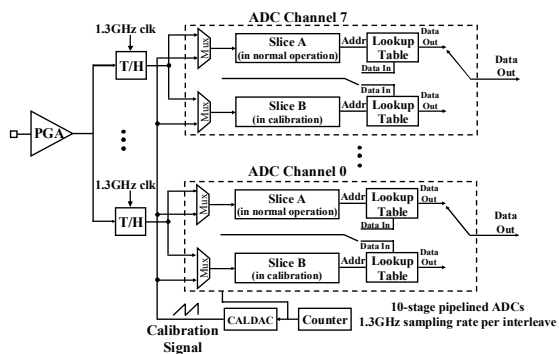 1.3GHz clk
ADC Channel 7
T/H
Mux
Slice A
(in normal operation)
Addr
Lookup
Table
Data
Out
Data In
Data
Out
Mux
Slice B
(in calibration)
Addr
Data In
Lookup
Table
Data
Out
PGA
1.3GHz clk
ADC Channel 0
T/H
Mux
Slice A
(in normal operation)
Addr
Lookup
Table
Data
Out
Data In
Data
Out
Mux
Slice B
(in calibration)
Addr
Data In
Lookup
Table
Data
Out
Calibration
Signal
CALDAC
Counter
10-stage pipelined ADCs
1.3GHz sampling rate per interleave